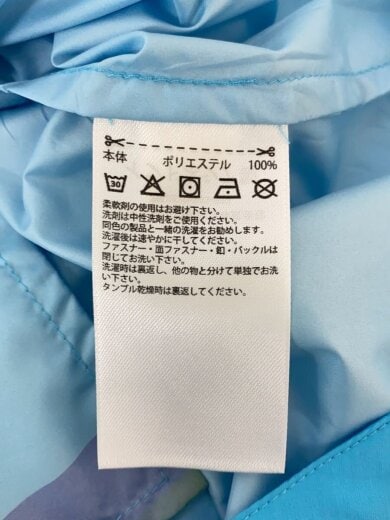 本体 ポリエステル 100%
30
柔軟剤の使用はお避け下さい。
洗剤は中性洗剤をご使用ください。
同色の製品と一緒の洗濯をお勧めします。
洗濯後は速やかに干してください。
ファスナー・面ファスナー・釦・バックルは
閉じてお洗い下さい。
洗濯時は裏返し、他の物と分けて単独でお洗
い下さい。
タンブル乾燥時は裏返してください。